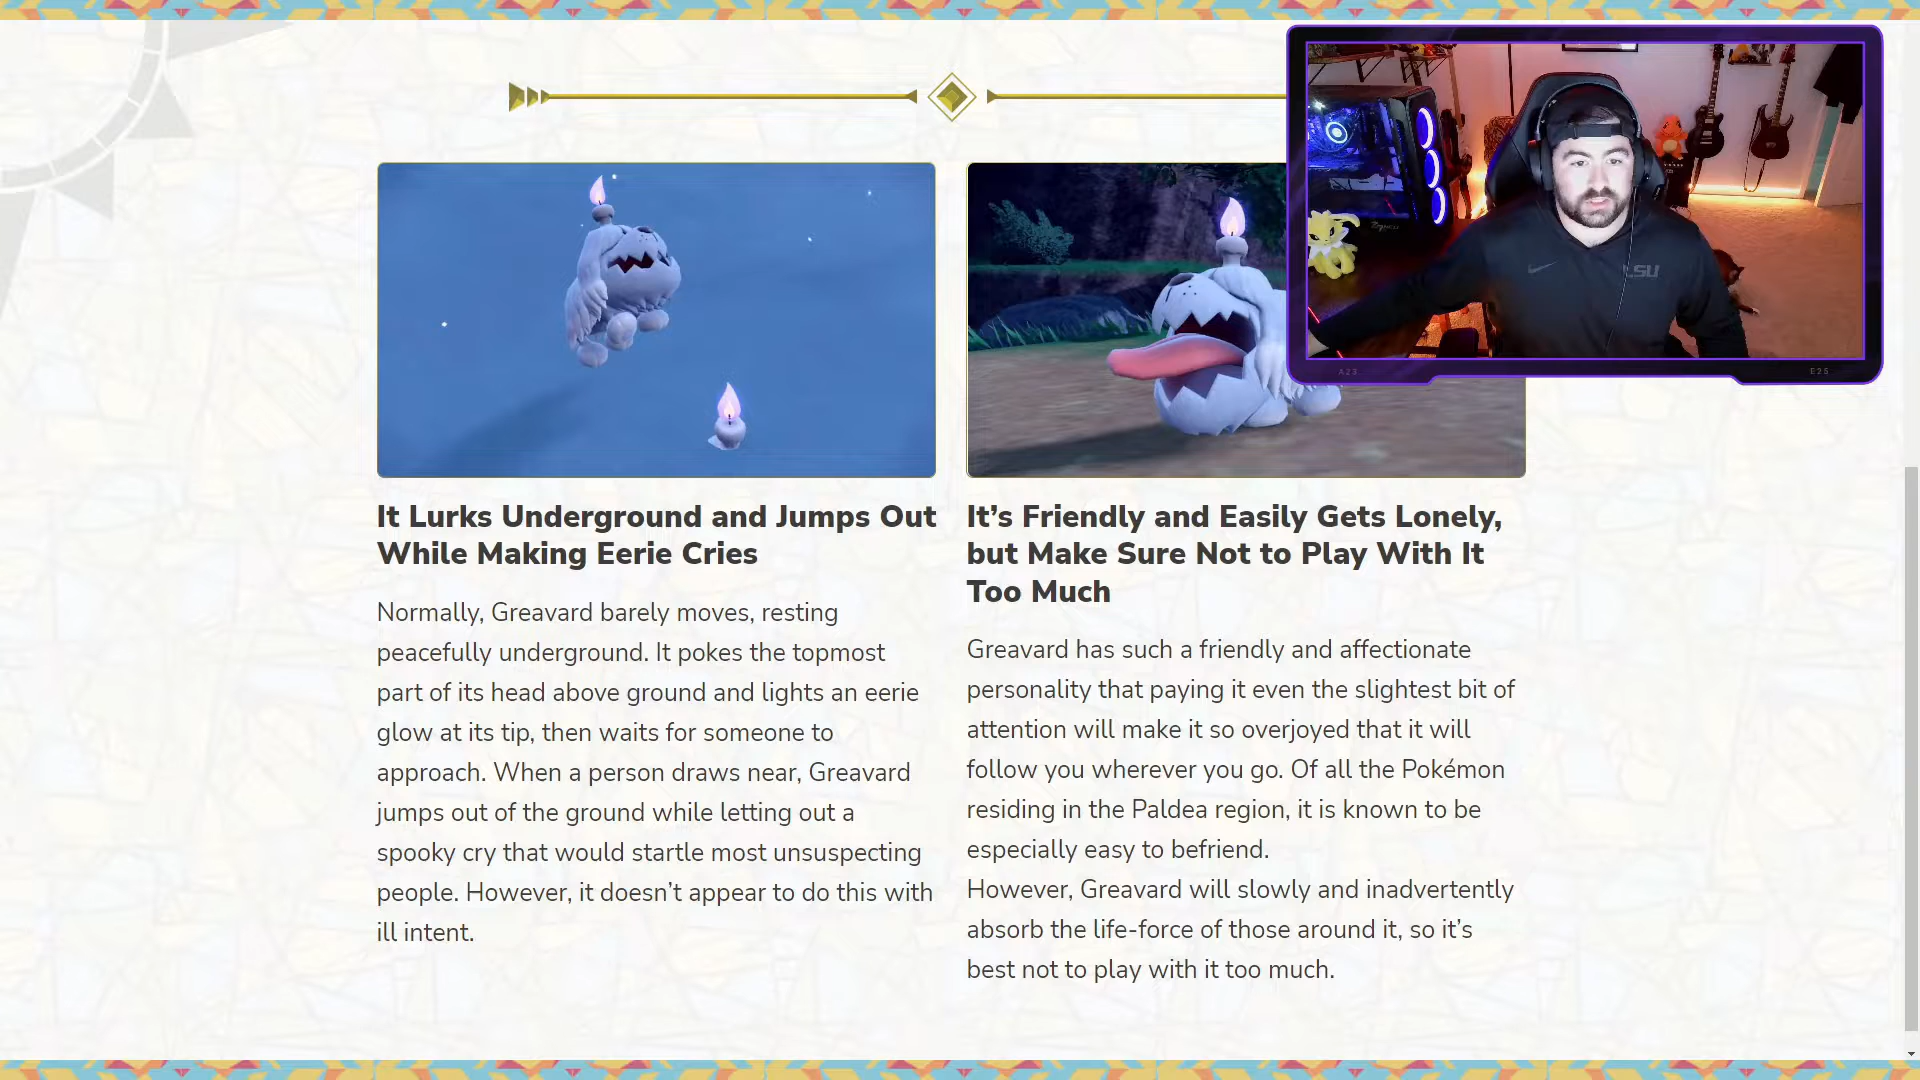 LSU
A23
E25
It Lurks Underground and Jumps Out
While Making Eerie Cries
Normally, Greavard barely moves, resting
peacefully underground. It pokes the topmost
part of its head above ground and lights an eerie
glow at its tip, then waits for someone to
approach. When a person draws near, Greavard
jumps out of the ground while letting out a
spooky cry that would startle most unsuspecting
people. However, it doesn’t appear to do this with
ill intent.
It’s Friendly and Easily Gets Lonely,
but Make Sure Not to Play With It
Too Much
Greavard has such a friendly and affectionate
personality that paying it even the slightest bit of
attention will make it so overjoyed that it will
follow you wherever you go. Of all the Pokémon
residing in the Paldea region, it is known to be
especially easy to befriend.
However, Greavard will slowly and inadvertently
absorb the life-force of those around it, so it’s
best not to play with it too much.